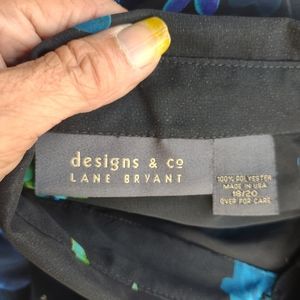 designs & co
LANE BRYANT
100% POLYESTER
MADE IN USA
18/20
OVER FOR CARE